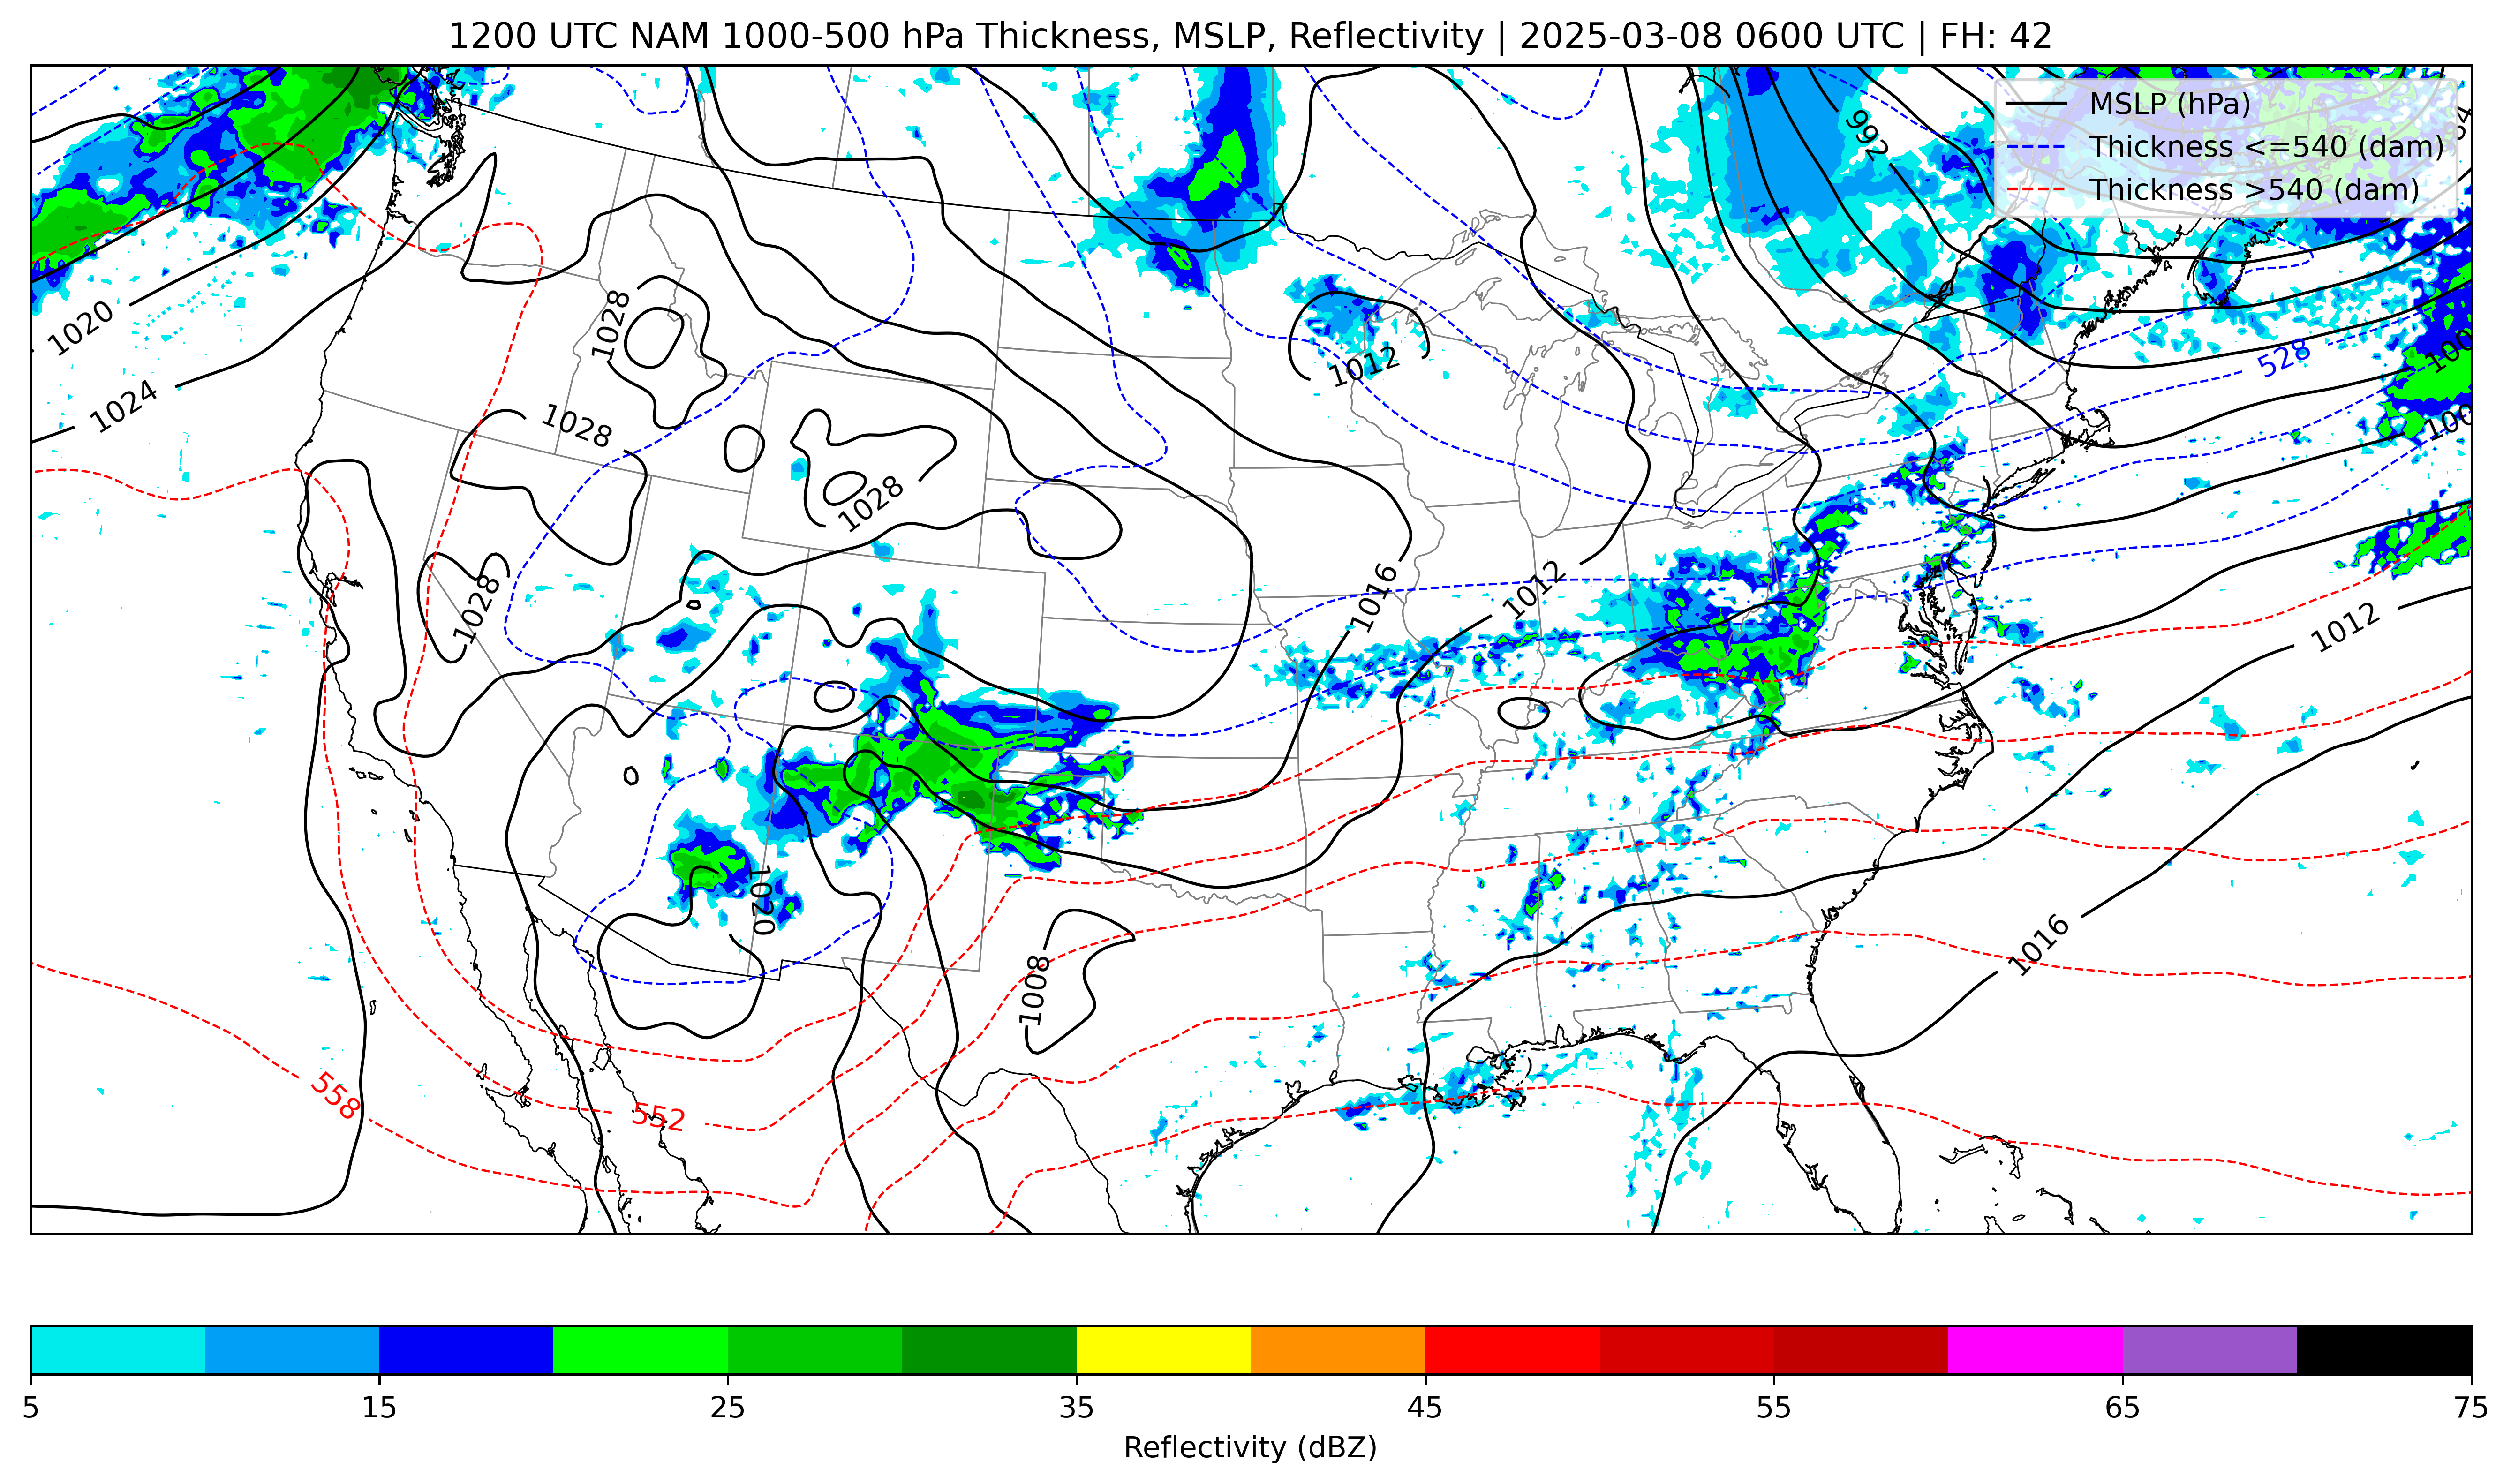 1200 UTC NAM 1000-500 hPa Thickness, MSLP, Reflectivity | 2025-03-08 0600 UTC | FH: 42
MSLP (hPa)
Thickness <=540 (dam)
Thickness >540 (dam)
992
1020
1028
1012
528
1024
1028
1028
1028
1016
1012
1012
1020
1016
1008
558
552
5 15 25 35 45 55 65 75
Reflectivity (dBZ)